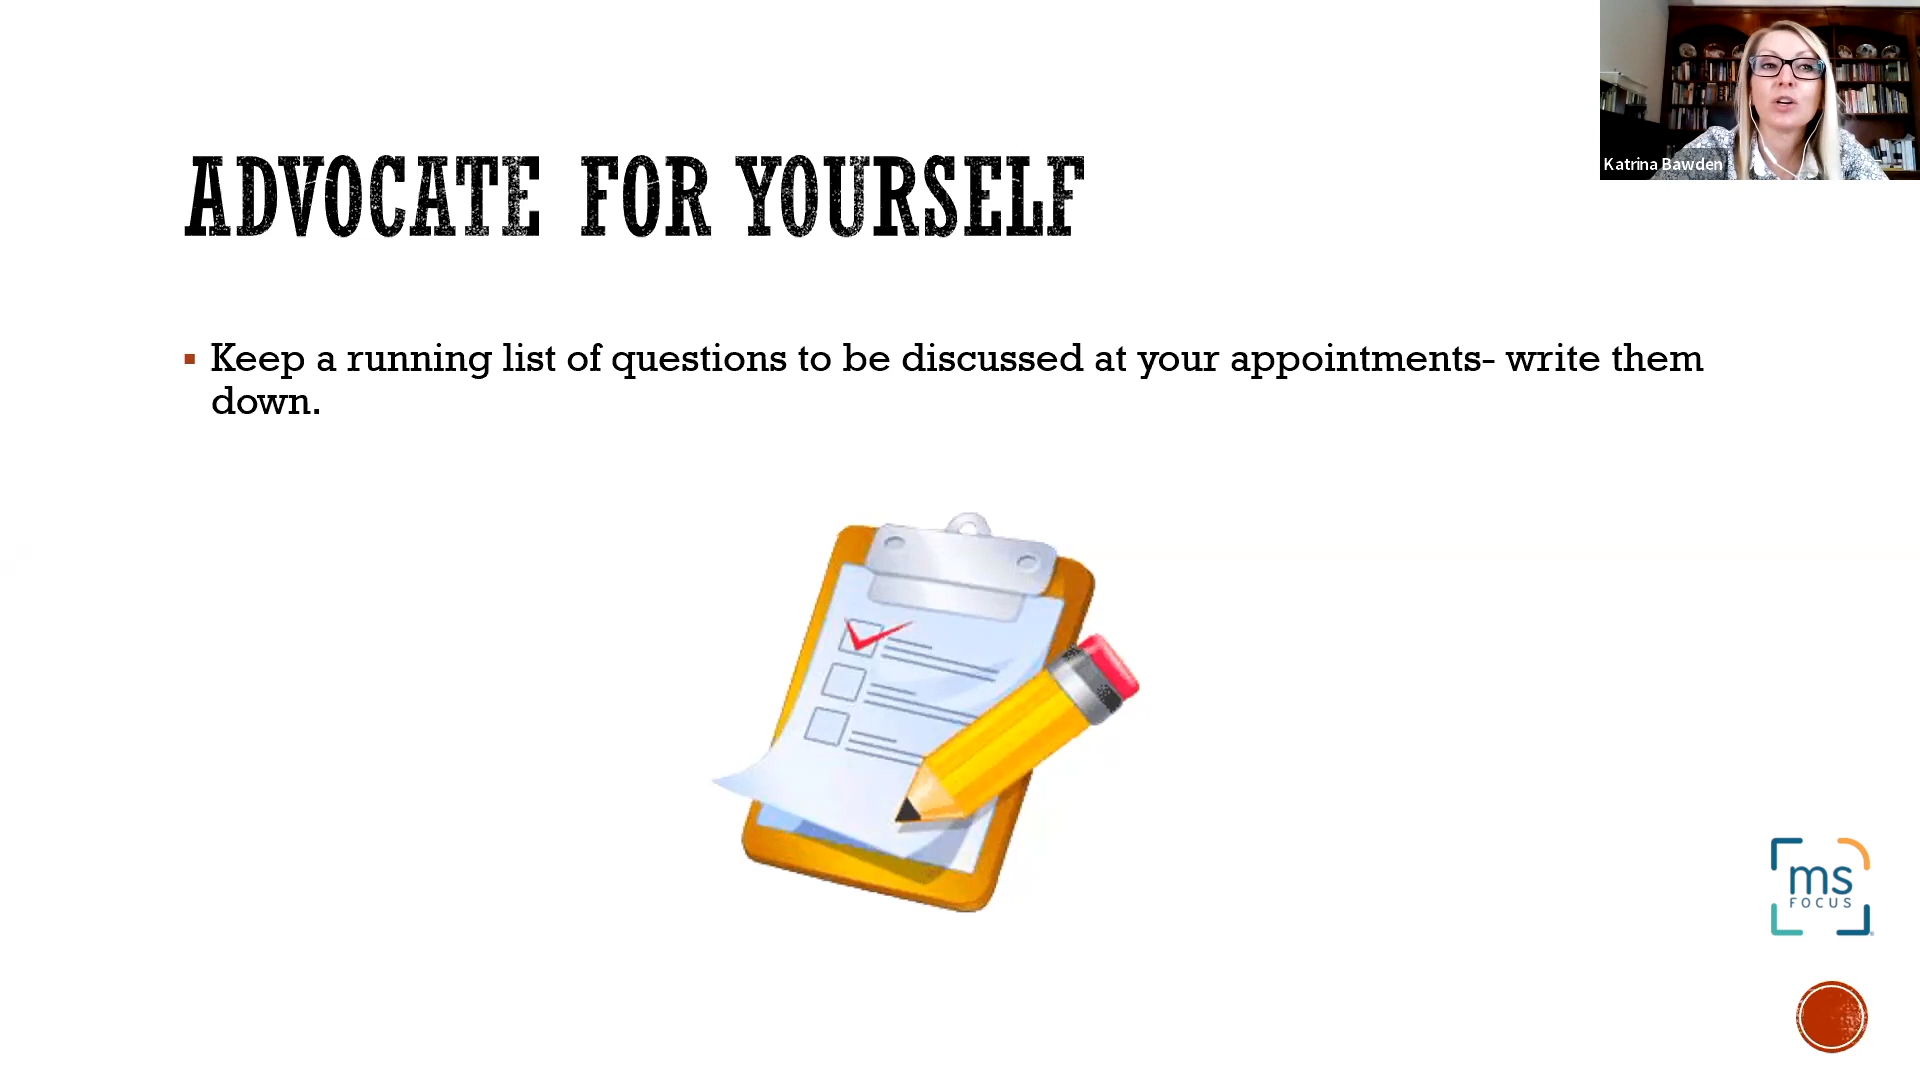 ADVOCATE FOR YOURSELF
Katrina Bawden
Keep a running list of questions to be discussed at your appointments- write them
down.
ms
FOCUS